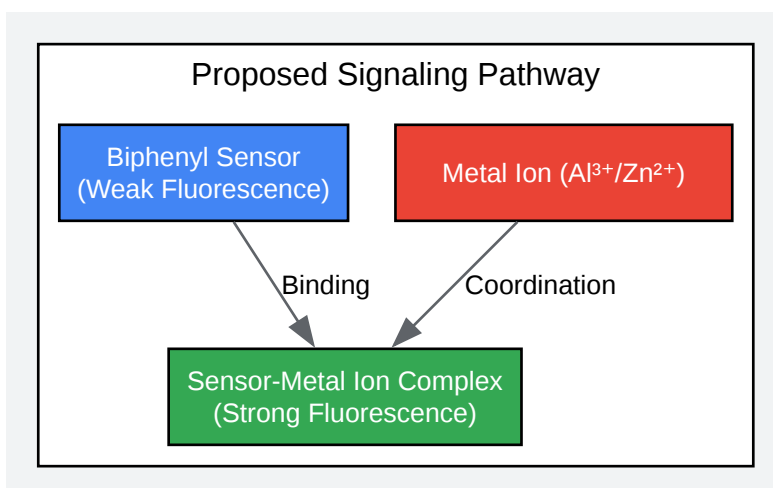 Proposed Signaling Pathway
Biphenyl Sensor
(Weak Fluorescence)
Metal Ion (Al³⁺/Zn²⁺)
Binding
Coordination
Sensor-Metal Ion Complex
(Strong Fluorescence)